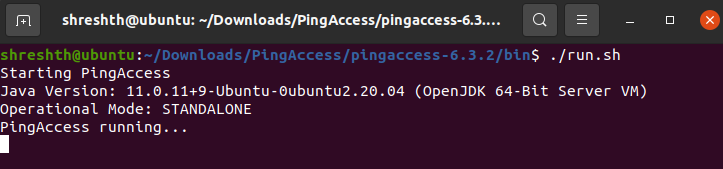 shreshth@ubuntu: ~/Downloads/PingAccess/pingaccess-6.3....
shreshth@ubuntu:~/Downloads/PingAccess/pingaccess-6.3.2/bin$ ./run.sh
Starting PingAccess
Java Version: 11.0.11+9-Ubuntu-0ubuntu2.20.04 (OpenJDK 64-Bit Server VM)
Operational Mode: STANDALONE
PingAccess running...